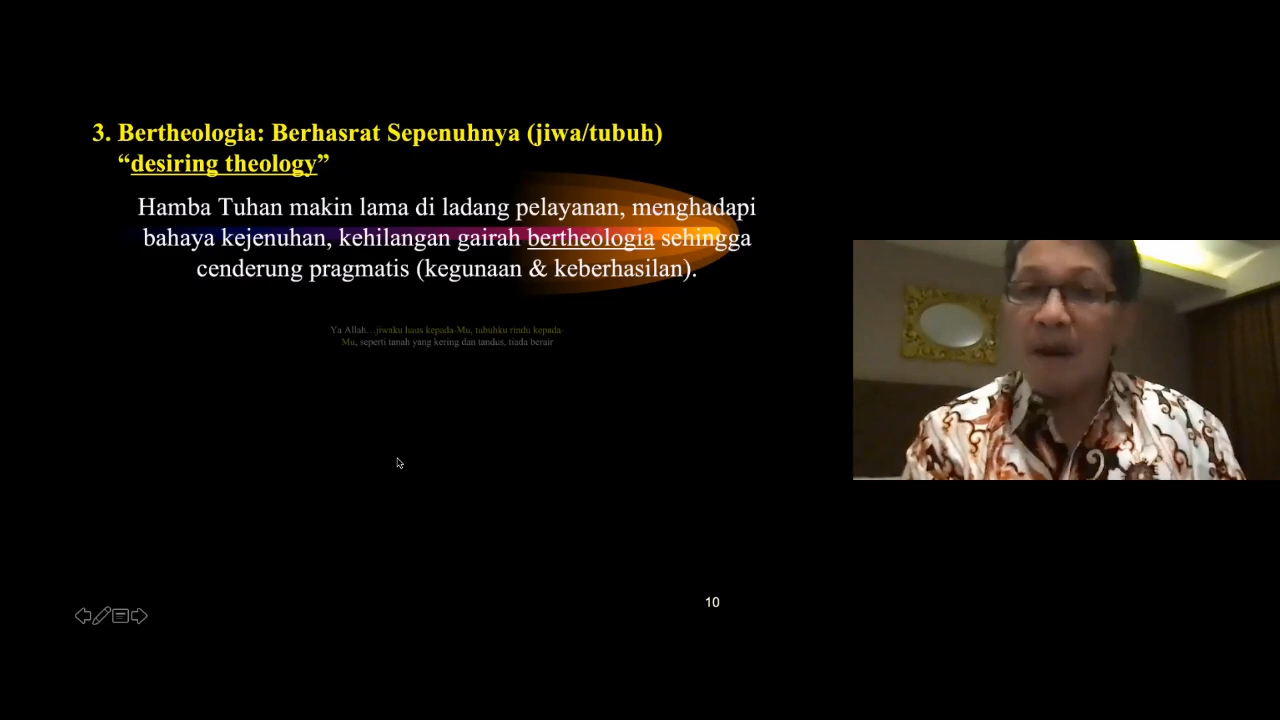 3. Bertheologia: Berhasrat Sepenuhnya (jiwa/tubuh)
“desiring theology”
Hamba Tuhan makin lama di ladang pelayanan, menghadapi
bahaya kejenuhan, kehilangan gairah bertheologia sehingga
cenderung pragmatis (kegunaan & keberhasilan).
Ya Allah...jiwaku haus kepada-Mu, tubuhku rindu kepada-
Mu, seperti tanah yang kering dan tandus, tiada berair
10